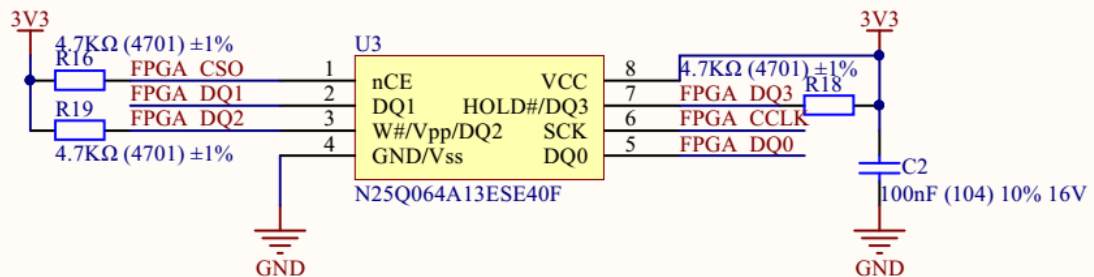 3V3
3V3
4.7KΩ (4701) ±1%
U3
R16
FPGA_CSO
1
nCE
VCC
8
4.7KΩ (4701) ±1%
FPGA_DQ1
2
DQ1
HOLD#/DQ3
7
FPGA_DQ3
R18
R19
FPGA_DQ2
3
W#/Vpp/DQ2
SCK
6
FPGA_CCLK
4.7KΩ (4701) ±1%
4
GND/Vss
DQ0
5
FPGA_DQ0
C2
N25Q064A13ESE40F
100nF (104) 10% 16V
GND
GND